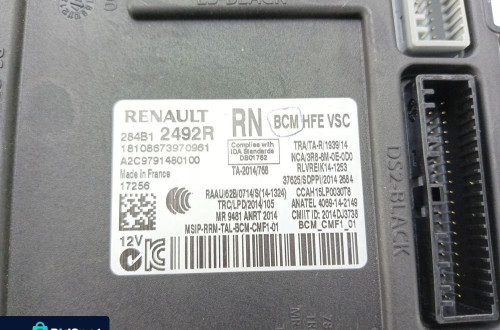 RENAULT
RN
BCM HFE VSC
284B1 2492R
18108673970961
A2C9791480100
Made in France
17256
Complies with
IDA Standards
DB01782
TA-2014/766
TRA/TA-R/1939/14
NCA/3R8-6M-0E-0D0
RLVREIK14-1253
37625/SDPPI/2014 2684
RAAU/62B/0714/S/(14-1324)
CCAH15LP0030T8
TRC/LPD/2014/105
ANATEL 4059-14-2149
MR 9481 ANRT 2014
CMIIT ID: 2014DJ3738
12V
MSIP-RRM-TAL-BCM-CMF1-01
BCM_CMF1_01
DS2-BLACK